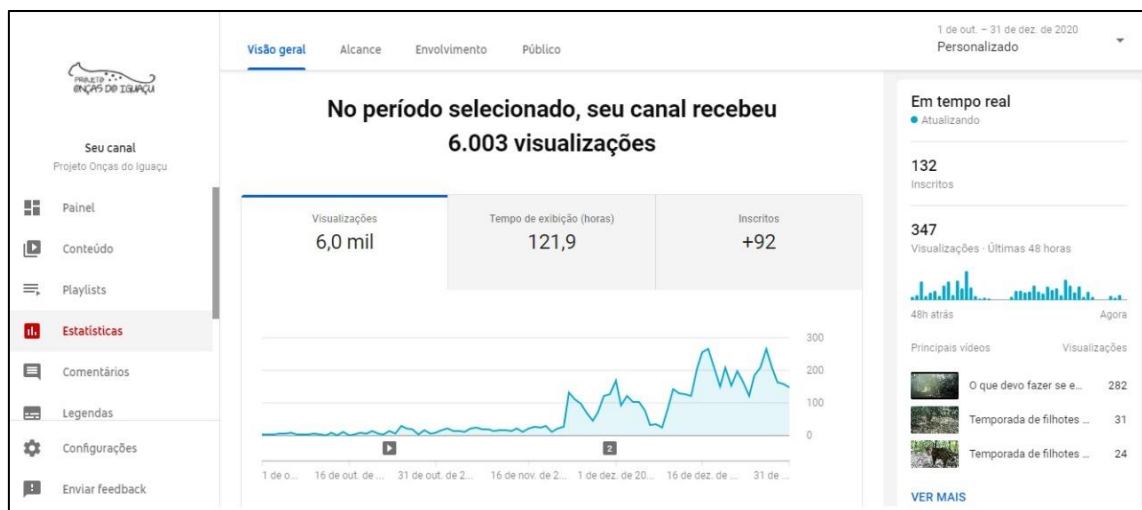 PROJETO
ONÇAS DO IGUAÇU
Seu canal
Projeto Onças do Iguaçu
Painel
Conteúdo
Playlists
Estatísticas
Comentários
Legendas
Configurações
Enviar feedback
Visão geral
Alcance
Envolvimento
Público
1 de out. – 31 de dez. de 2020
Personalizado
No período selecionado, seu canal recebeu
6.003 visualizações
Visualizações
6,0 mil
Tempo de exibição (horas)
121,9
Inscritos
+92
300
200
100
0
2
1 de o...
16 de out. de ...
31 de out. de 2...
16 de nov. de 2...
1 de dez. de 20...
16 de dez. de ...
31 de ...
Em tempo real
Atualizando
132
Inscritos
347
Visualizações · Últimas 48 horas
48h atrás
Agora
Principais vídeos
Visualizações
O que devo fazer se e...
282
Temporada de filhotes ...
31
Temporada de filhotes ...
24
VER MAIS